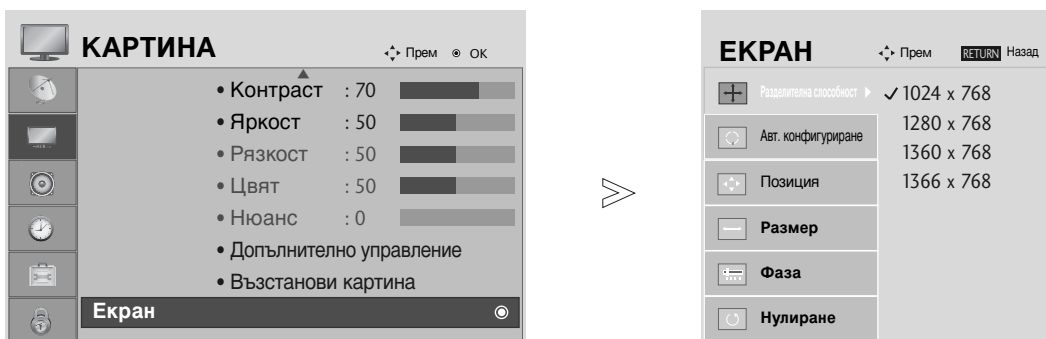 КАРТИНА
Прем ОК
• Контраст : 70
• Яркост : 50
• Рязкост : 50
• Цвят : 50
• Нюанс : 0
• Допълнително управление
• Възстанови картина
Екран
ЕКРАН
Прем RETURN Назад
Разделителна способност
✓ 1024 x 768
1280 x 768
1360 x 768
1366 x 768
Авт. конфигуриране
Позиция
Размер
Фаза
Нулиране